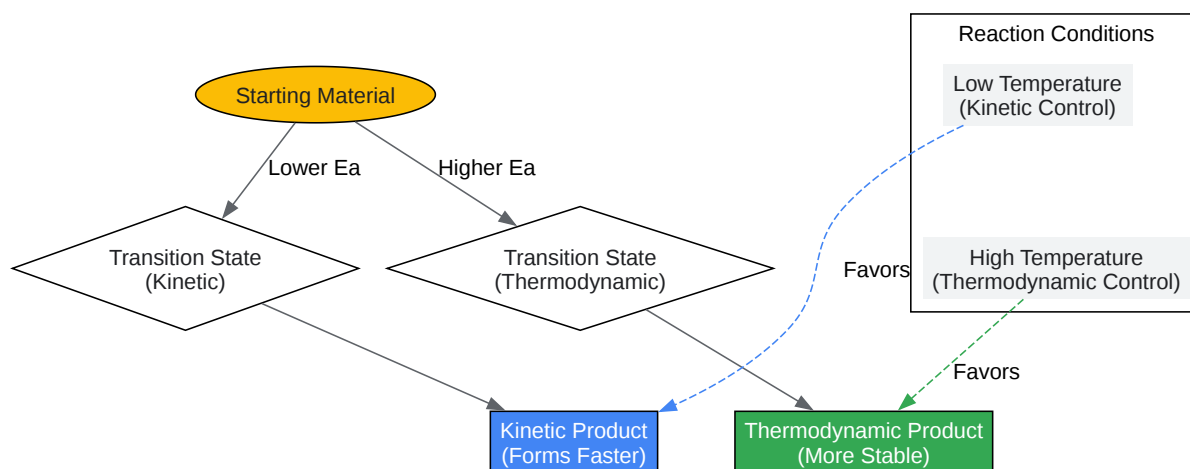 Reaction Conditions
Low Temperature
(Kinetic Control)
Starting Material
Lower Ea
Higher Ea
Transition State
(Kinetic)
Transition State
(Thermodynamic)
High Temperature
(Thermodynamic Control)
Favors
Favors
Kinetic Product
(Forms Faster)
Thermodynamic Product
(More Stable)